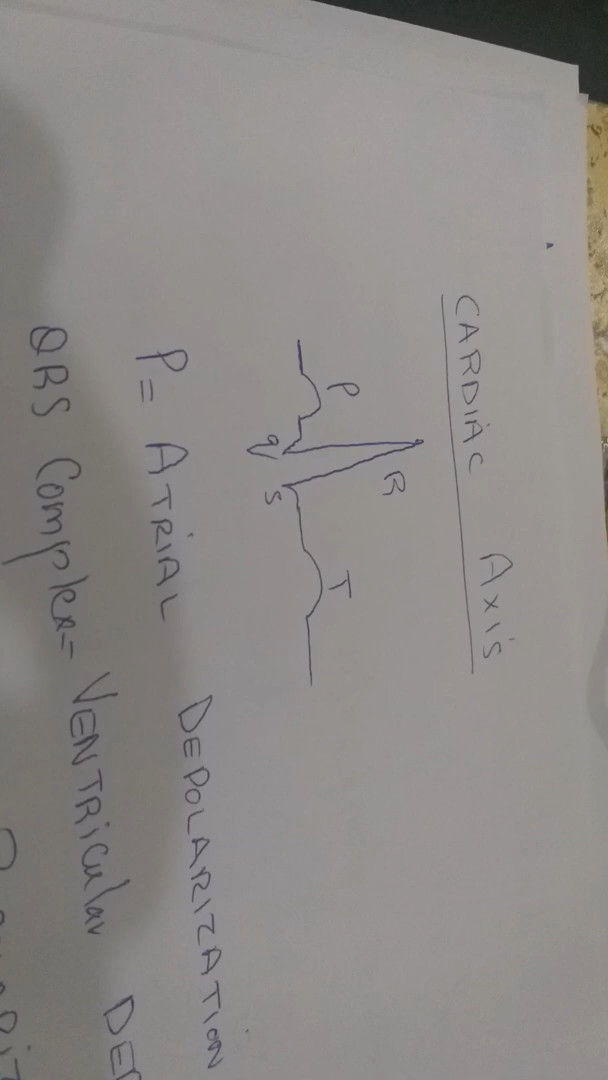 CARDIAC AXIS
P
R
q
S
T
P = ATRIAL DEPOLARIZATION
QRS Complex = VENTRICular